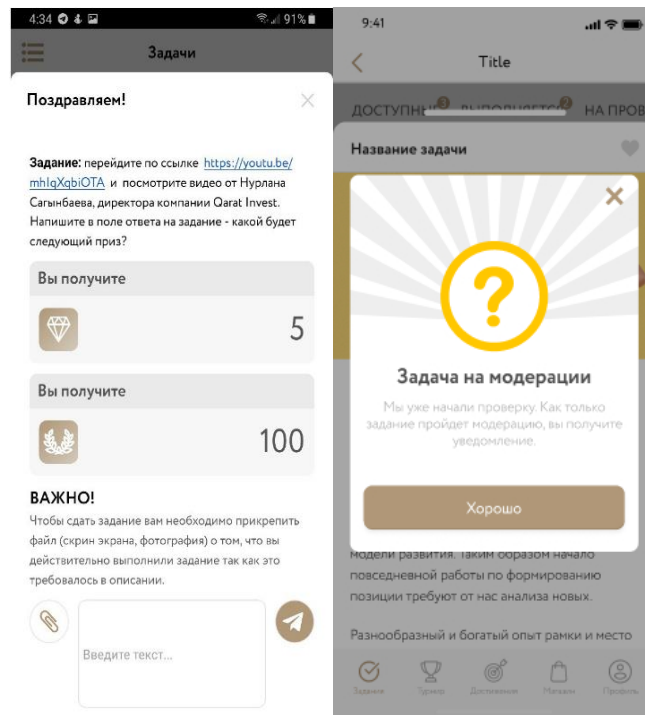 4:34
91%
Задачи
Поздравляем!
Задание: перейдите по ссылке https://youtu.be/
mhIqXqbiOTA и посмотрите видео от Нурлана
Сагынбаева, директора компании Qarat Invest.
Напишите в поле ответа на задание - какой будет
следующий приз?
Вы получите
5
Вы получите
100
ВАЖНО!
Чтобы сдать задание вам необходимо прикрепить
файл (скрин экрана, фотография) о том, что вы
действительно выполнили задание так как это
требовалось в описании.
Введите текст...
9:41
Title
ДОСТУПНЫЕ 3 ВЫПОЛНЯЕТСЯ 2 НА ПРОВ
Название задачи
Задача на модерации
Мы уже начали проверку. Как только
задание пройдет модерацию, вы получите
уведомление.
Хорошо
модели развития. Таким образом начало
повседневной работы по формированию
позиции требуют от нас анализа новых.
Разнообразный и богатый опыт рамки и место
Задания Турнир Достижения Магазин Профиль